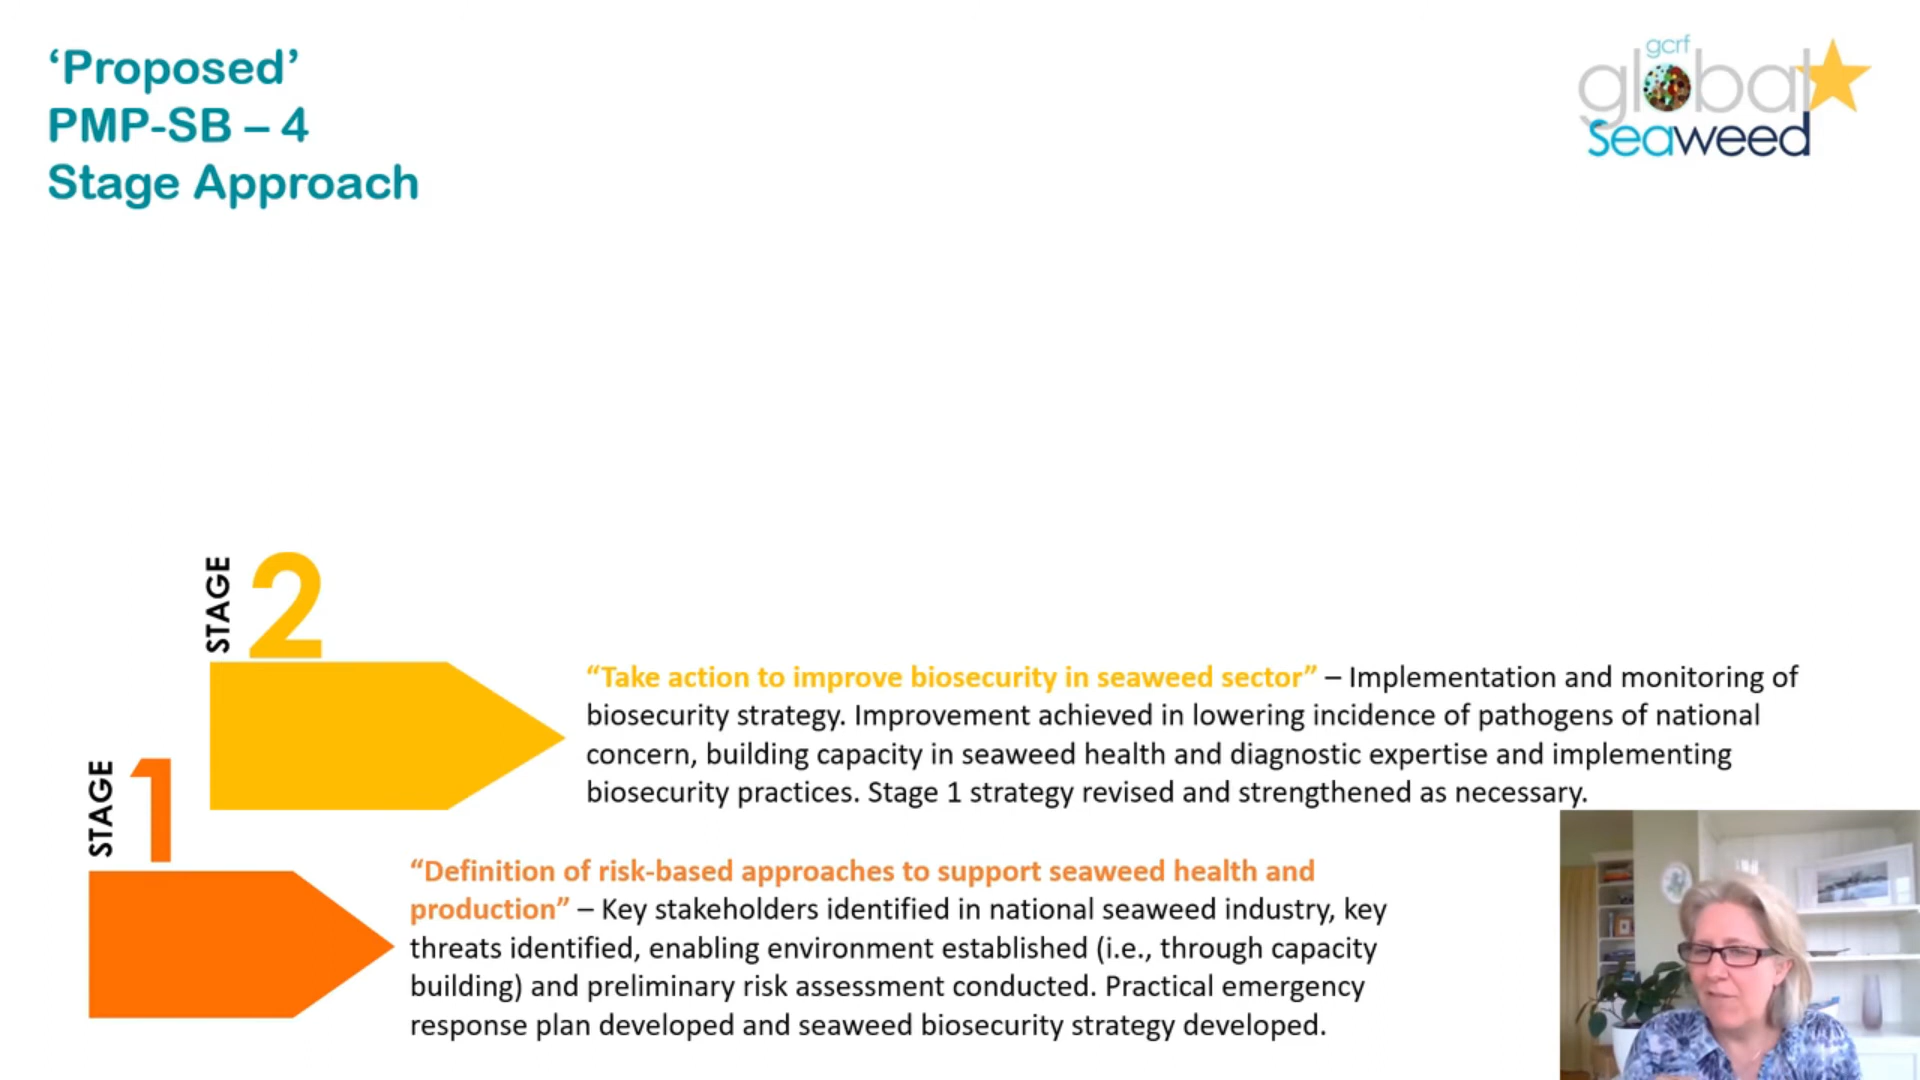 ‘Proposed’
PMP-SB – 4
Stage Approach
gcrf
global
Seaweed
STAGE
2
“Take action to improve biosecurity in seaweed sector” – Implementation and monitoring of
biosecurity strategy. Improvement achieved in lowering incidence of pathogens of national
concern, building capacity in seaweed health and diagnostic expertise and implementing
biosecurity practices. Stage 1 strategy revised and strengthened as necessary.
STAGE
1
“Definition of risk-based approaches to support seaweed health and
production” – Key stakeholders identified in national seaweed industry, key
threats identified, enabling environment established (i.e., through capacity
building) and preliminary risk assessment conducted. Practical emergency
response plan developed and seaweed biosecurity strategy developed.